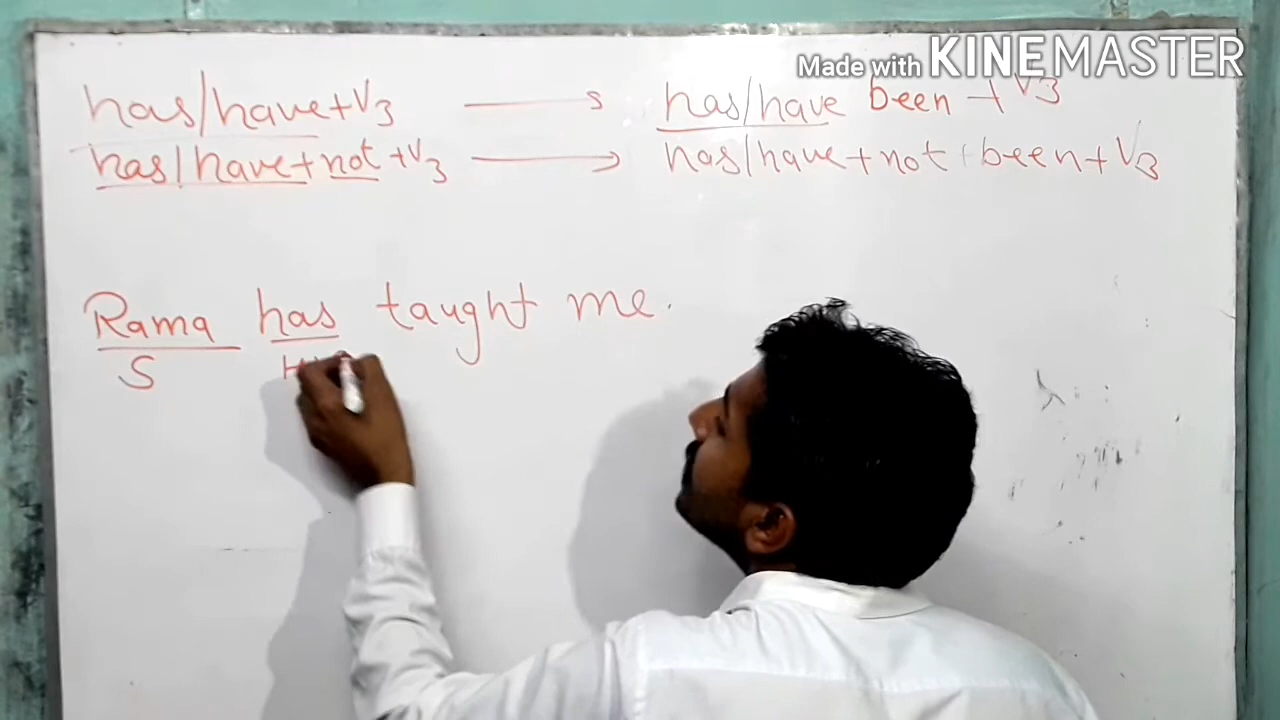 Made with KINEMASTER
has/have+V3 → has/have been + V3
has/have+not+V3 → has/have+not+been+V3
Rama has taught me.
S